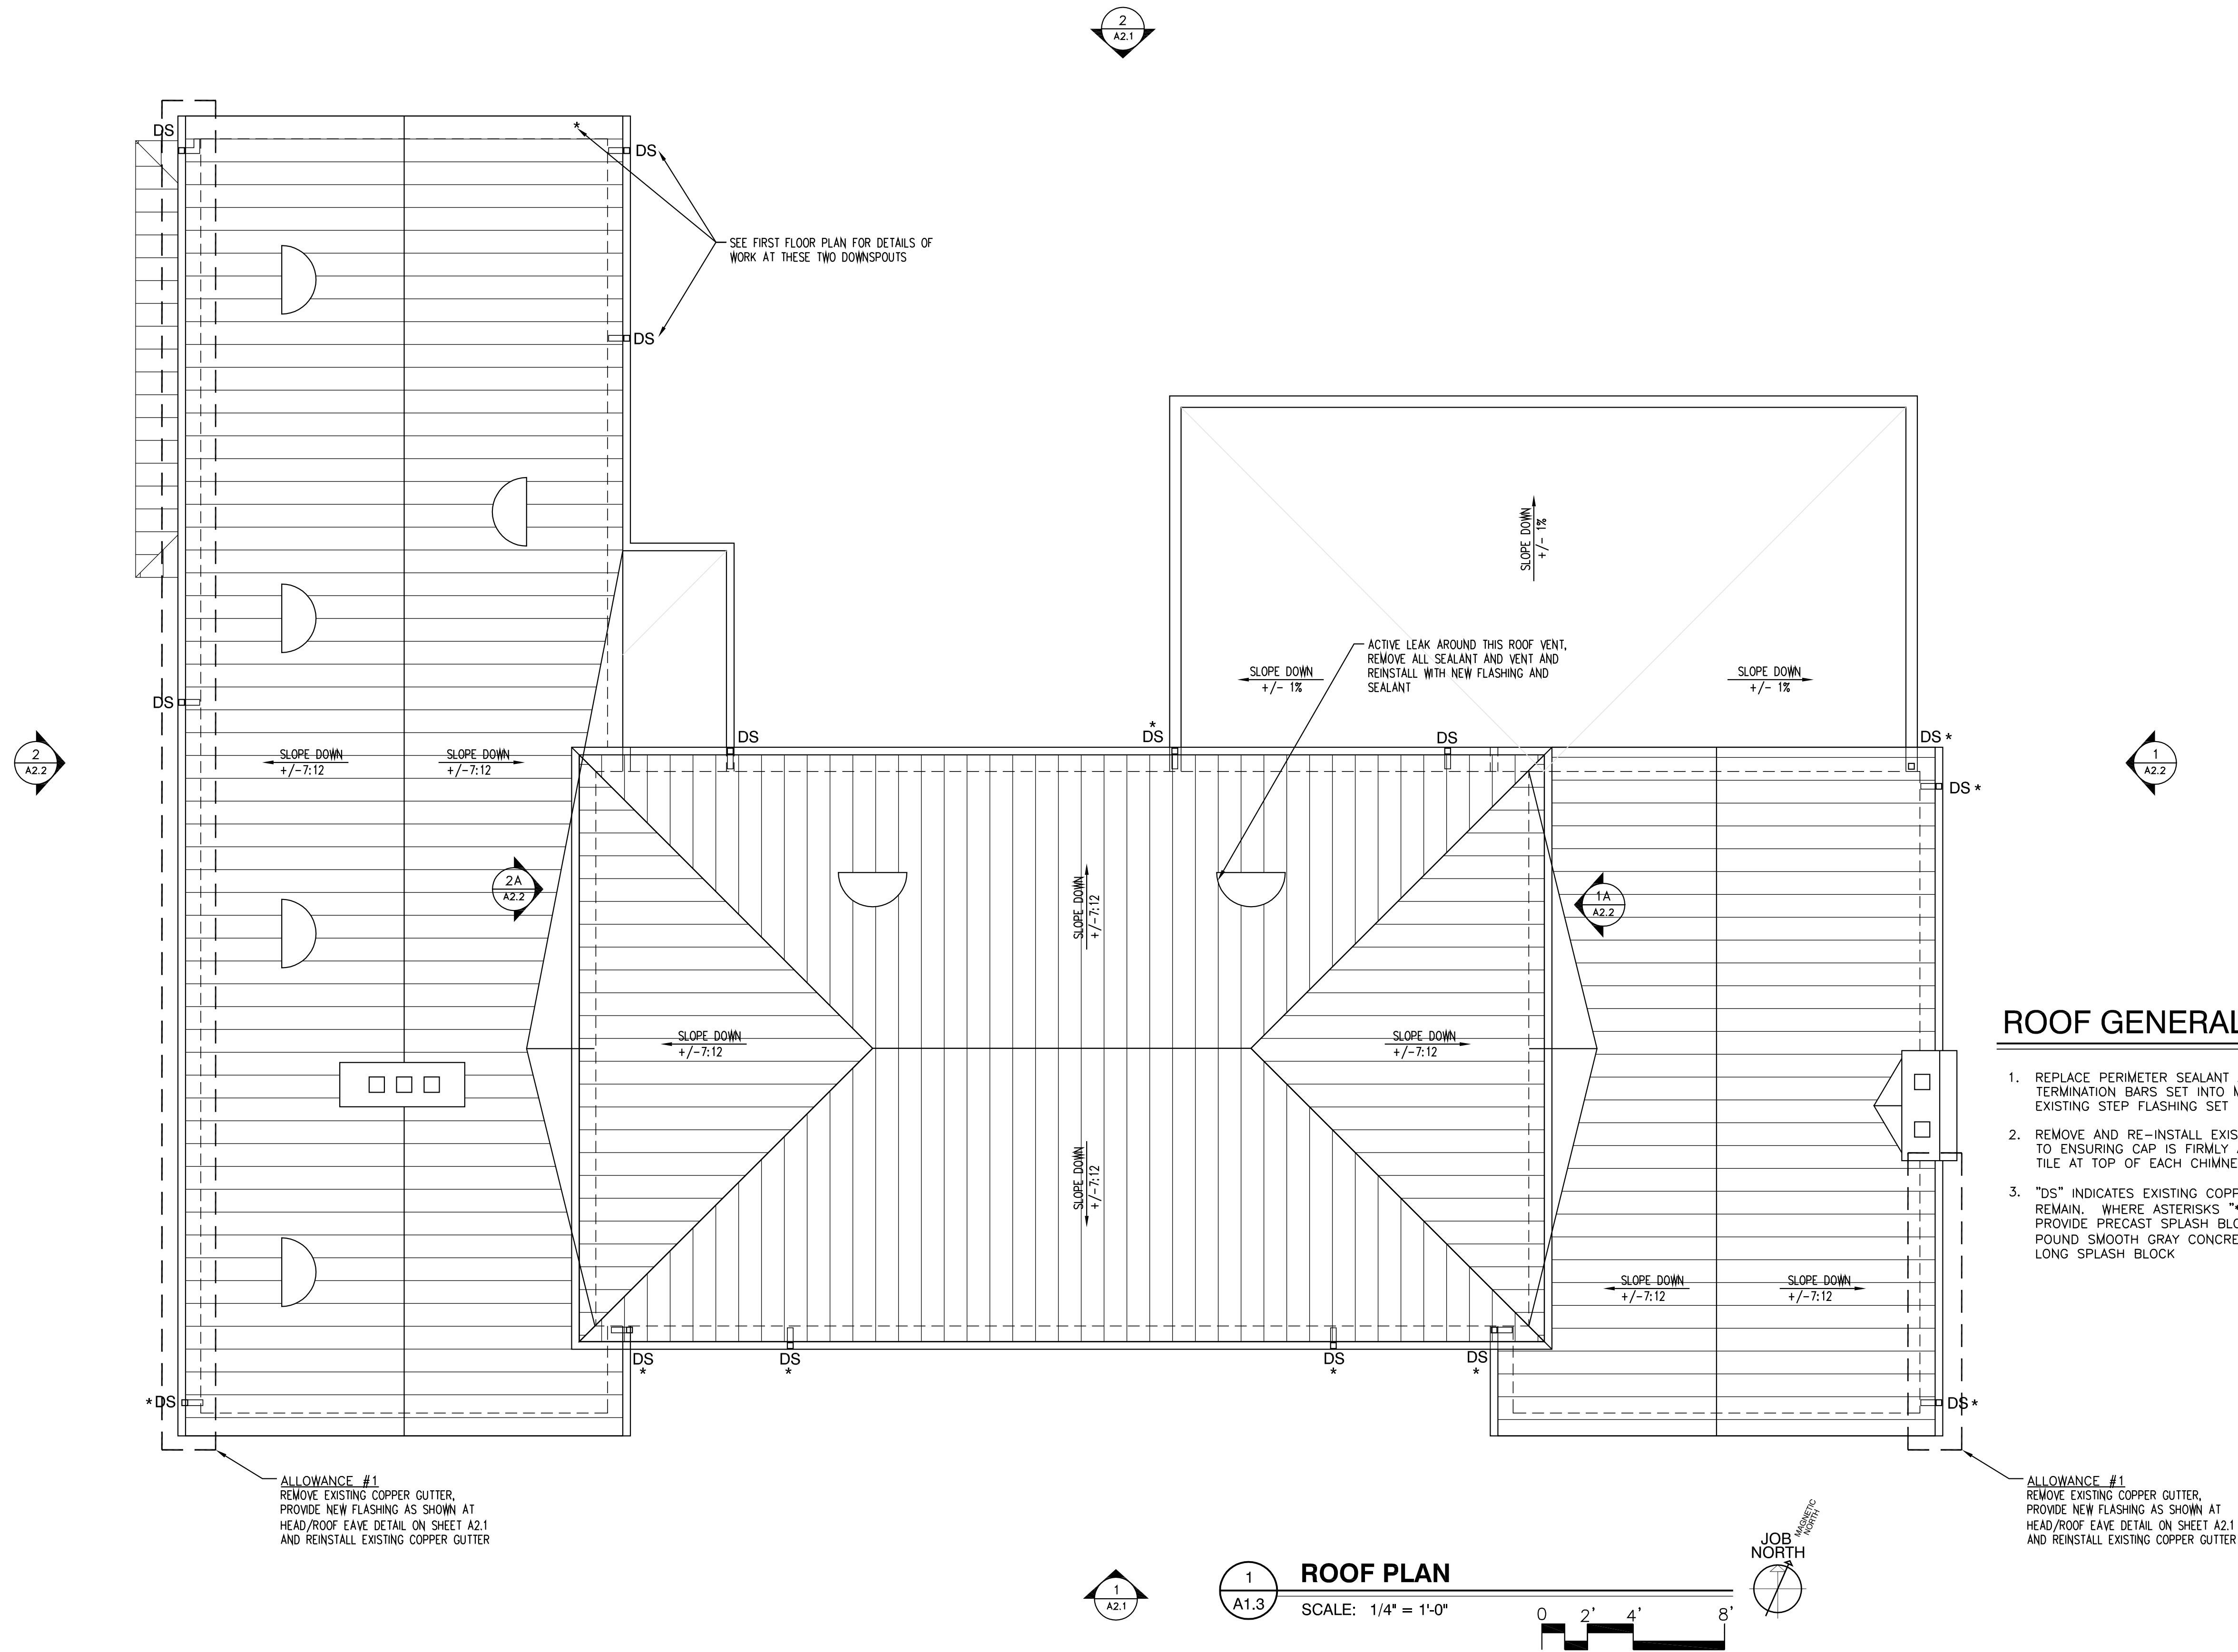 2
A2.1
DS
*
DS
SEE FIRST FLOOR PLAN FOR DETAILS OF
WORK AT THESE TWO DOWNSPOUTS
DS
SLOPE DOWN
+/- 1%
ACTIVE LEAK AROUND THIS ROOF VENT,
REMOVE ALL SEALANT AND VENT AND
REINSTALL WITH NEW FLASHING AND
SEALANT
SLOPE DOWN
+/- 1%
SLOPE DOWN
+/- 1%
DS
2
A2.2
SLOPE DOWN
+/-7:12
SLOPE DOWN
+/-7:12
DS
*
DS
DS
DS *
DS *
1
A2.2
2A
A2.2
SLOPE DOWN
+/-7:12
1A
A2.2
SLOPE DOWN
+/-7:12
SLOPE DOWN
+/-7:12
SLOPE DOWN
+/-7:12
SLOPE DOWN
+/-7:12
SLOPE DOWN
+/-7:12
ROOF GENERAL
1. REPLACE PERIMETER SEALANT
TERMINATION BARS SET INTO
EXISTING STEP FLASHING SET
2. REMOVE AND RE-INSTALL EXIS
TO ENSURING CAP IS FIRMLY
TILE AT TOP OF EACH CHIMNE
3. "DS" INDICATES EXISTING COPP
REMAIN. WHERE ASTERISKS "*
PROVIDE PRECAST SPLASH BLO
POUND SMOOTH GRAY CONCRE
LONG SPLASH BLOCK
DS
*
DS
*
DS
*
DS
*
* DS
DS *
ALLOWANCE #1
REMOVE EXISTING COPPER GUTTER,
PROVIDE NEW FLASHING AS SHOWN AT
HEAD/ROOF EAVE DETAIL ON SHEET A2.1
AND REINSTALL EXISTING COPPER GUTTER
ALLOWANCE #1
REMOVE EXISTING COPPER GUTTER,
PROVIDE NEW FLASHING AS SHOWN AT
HEAD/ROOF EAVE DETAIL ON SHEET A2.1
AND REINSTALL EXISTING COPPER GUTTER
1
A2.1
1
A1.3
ROOF PLAN
SCALE: 1/4" = 1'-0"
0 2' 4' 8'
JOB
NORTH
MAGNETIC
NORTH